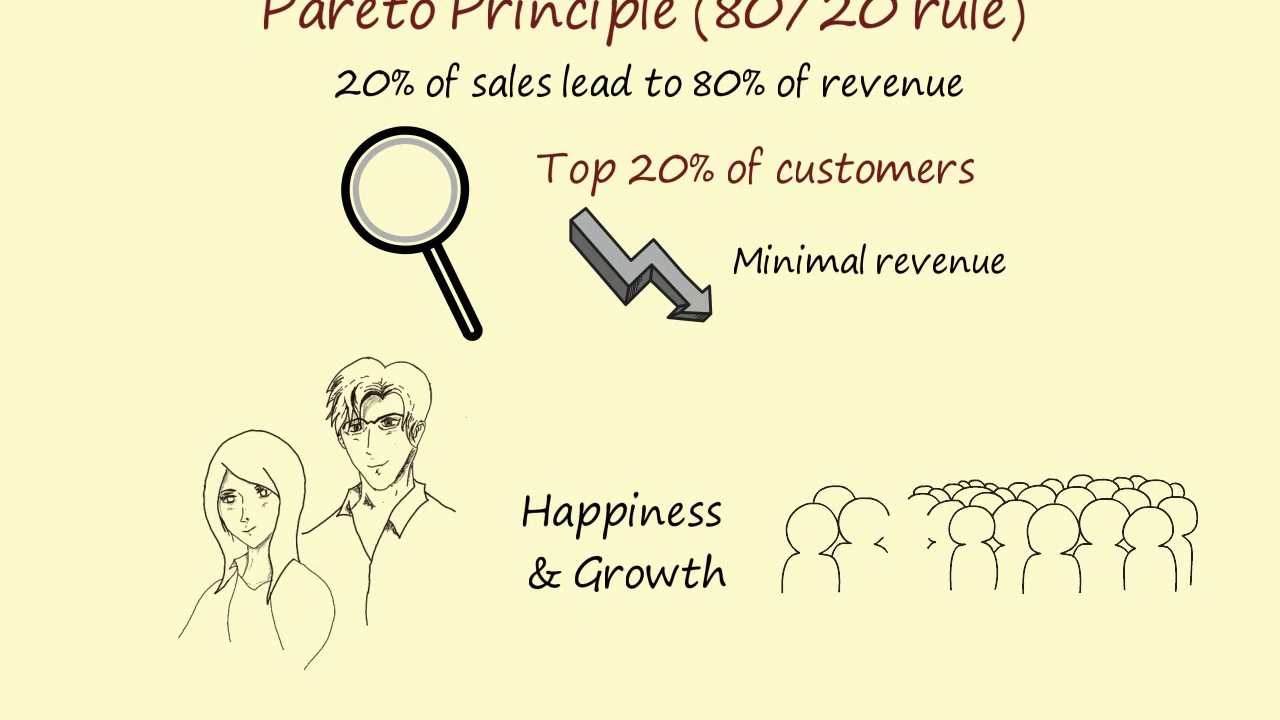 Pareto Principle (80/20 rule)
20% of sales lead to 80% of revenue
Top 20% of customers
Minimal revenue
Happiness
& Growth